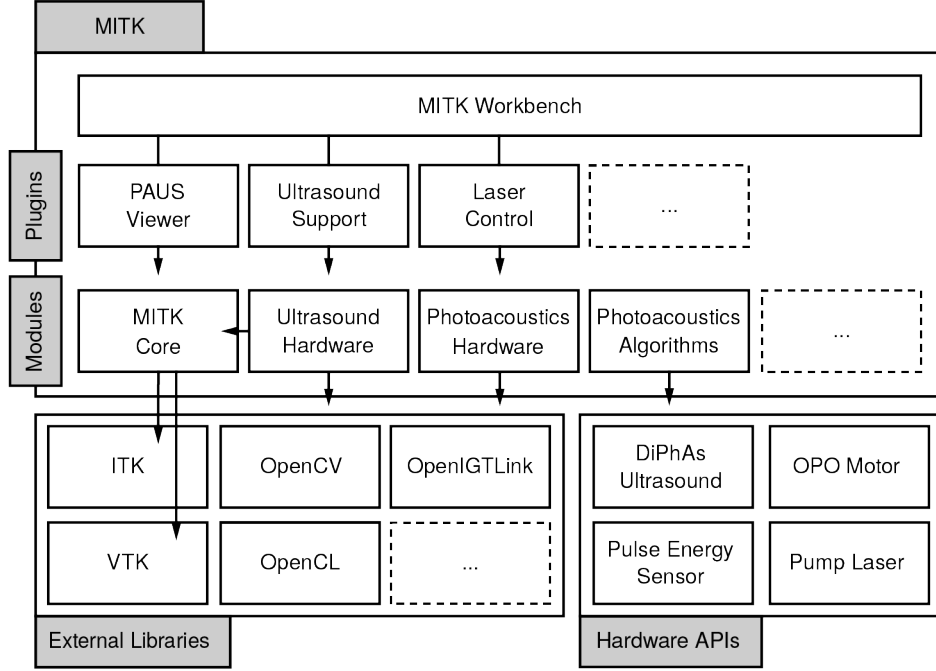 MITK
MITK Workbench
Plugins
PAUS
Viewer
Ultrasound
Support
Laser
Control
...
Modules
MITK
Core
Ultrasound
Hardware
Photoacoustics
Hardware
Photoacoustics
Algorithms
...
ITK
OpenCV
OpenIGTLink
DiPhAs
Ultrasound
OPO Motor
VTK
OpenCL
...
Pulse Energy
Sensor
Pump Laser
External Libraries
Hardware APIs